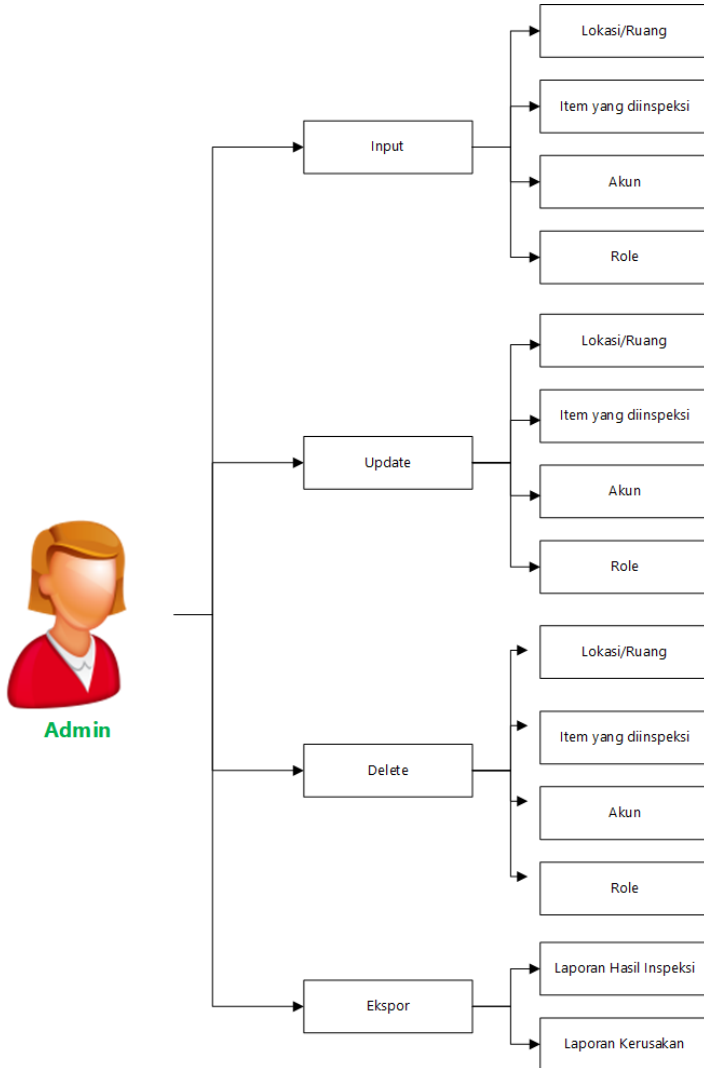 Admin
Input
Lokasi/Ruang
Item yang diinspeksi
Akun
Role
Update
Lokasi/Ruang
Item yang diinspeksi
Akun
Role
Delete
Lokasi/Ruang
Item yang diinspeksi
Akun
Role
Ekspor
Laporan Hasil Inspeksi
Laporan Kerusakan